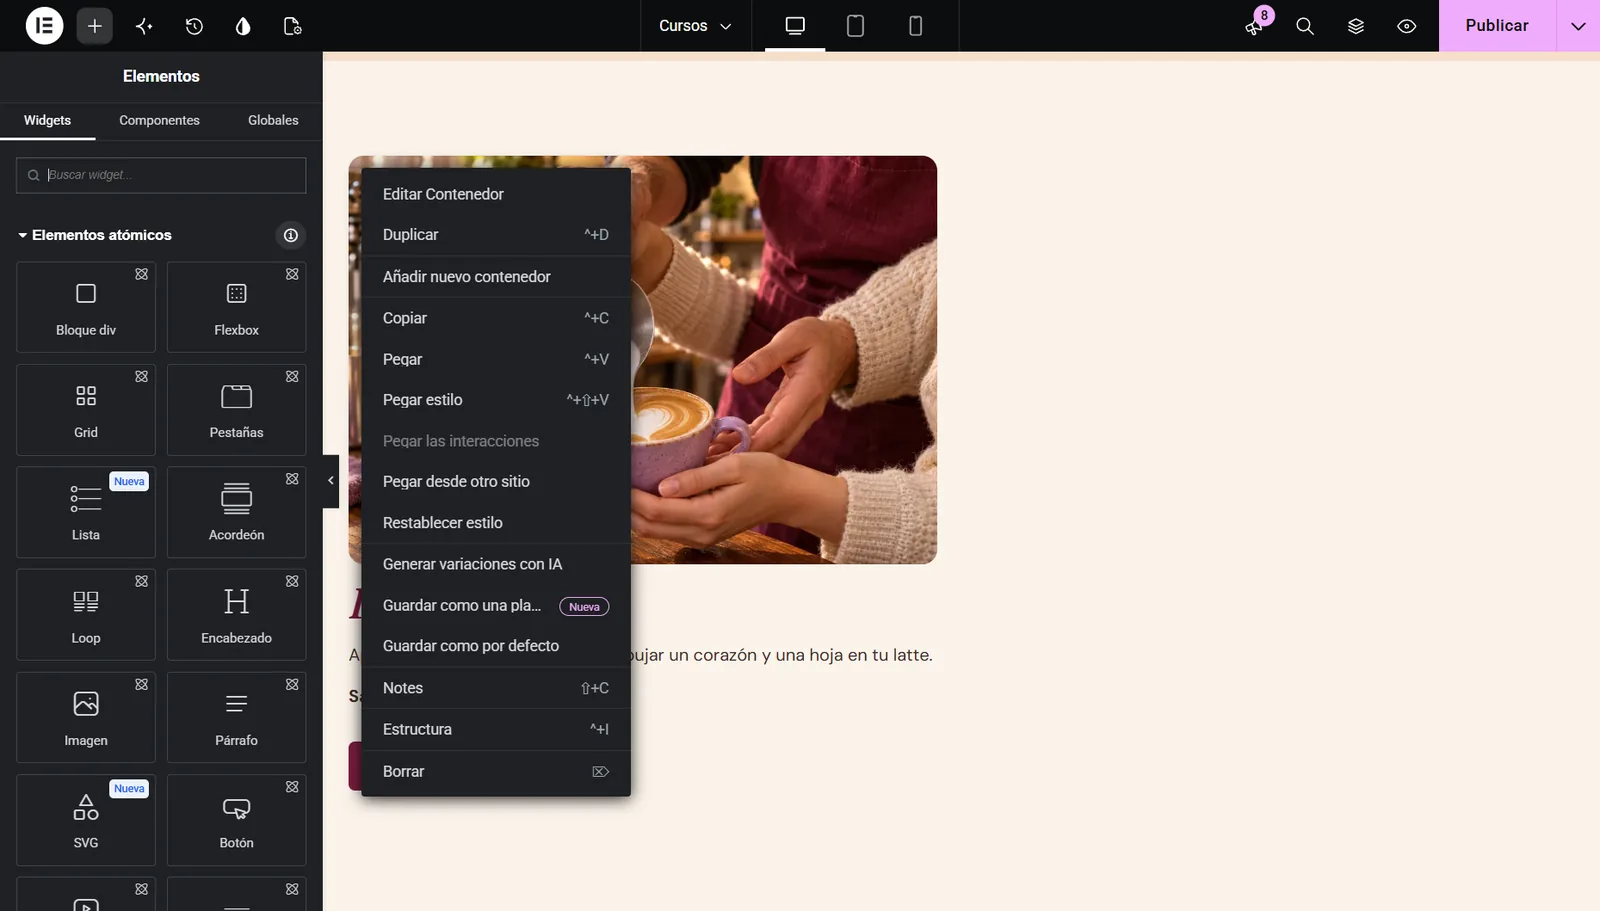 Cursos
8
Publicar
Elementos
Widgets
Componentes
Globales
Buscar widget...
Elementos atómicos
Bloque div
Flexbox
Grid
Pestañas
Nueva
Lista
Acordeón
Loop
Encabezado
Imagen
Párrafo
Nueva
SVG
Botón
Editar Contenedor
Duplicar ^+D
Añadir nuevo contenedor
Copiar ^+C
Pegar ^+V
Pegar estilo ^+⇧+V
Pegar las interacciones
Pegar desde otro sitio
Restablecer estilo
Generar variaciones con IA
Guardar como una pla... Nueva
Guardar como por defecto
Notes ⇧+C
Estructura ^+I
Borrar ⌦
A
un corazón y una hoja en tu latte.